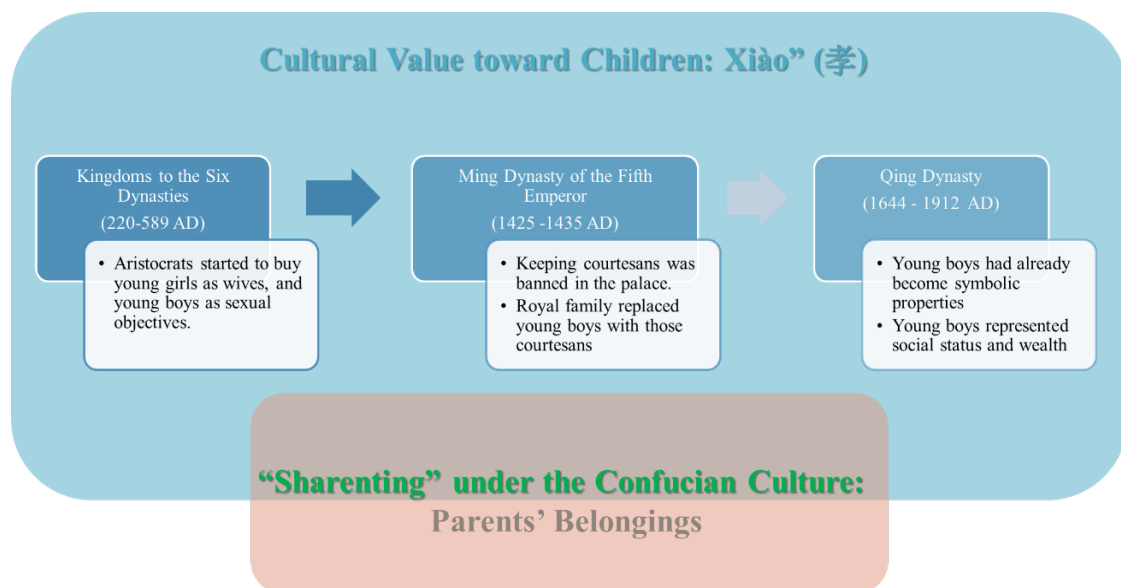 Cultural Value toward Children: Xiào” (孝)
Kingdoms to the Six
Dynasties
(220-589 AD)
• Aristocrats started to buy
young girls as wives, and
young boys as sexual
objectives.
Ming Dynasty of the Fifth
Emperor
(1425 -1435 AD)
• Keeping courtesans was
banned in the palace.
• Royal family replaced
young boys with those
courtesans
Qing Dynasty
(1644 - 1912 AD)
• Young boys had already
become symbolic
properties
• Young boys represented
social status and wealth
“Sharenting” under the Confucian Culture:
Parents’ Belongings